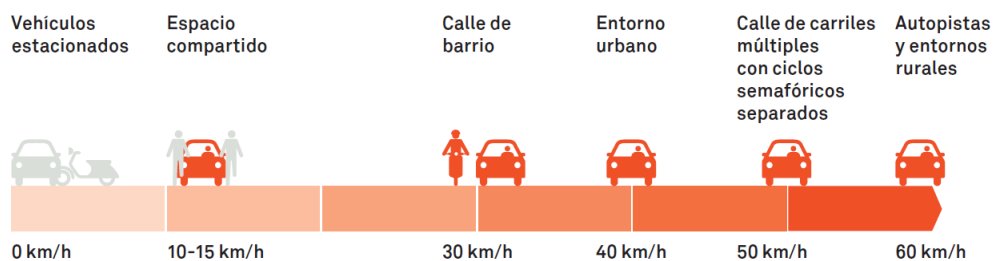 Vehículos
estacionados
Espacio
compartido
Calle de
barrio
Entorno
urbano
Calle de carriles
múltiples
con ciclos
semafóricos
separados
Autopistas
y entornos
rurales
0 km/h
10-15 km/h
30 km/h
40 km/h
50 km/h
60 km/h